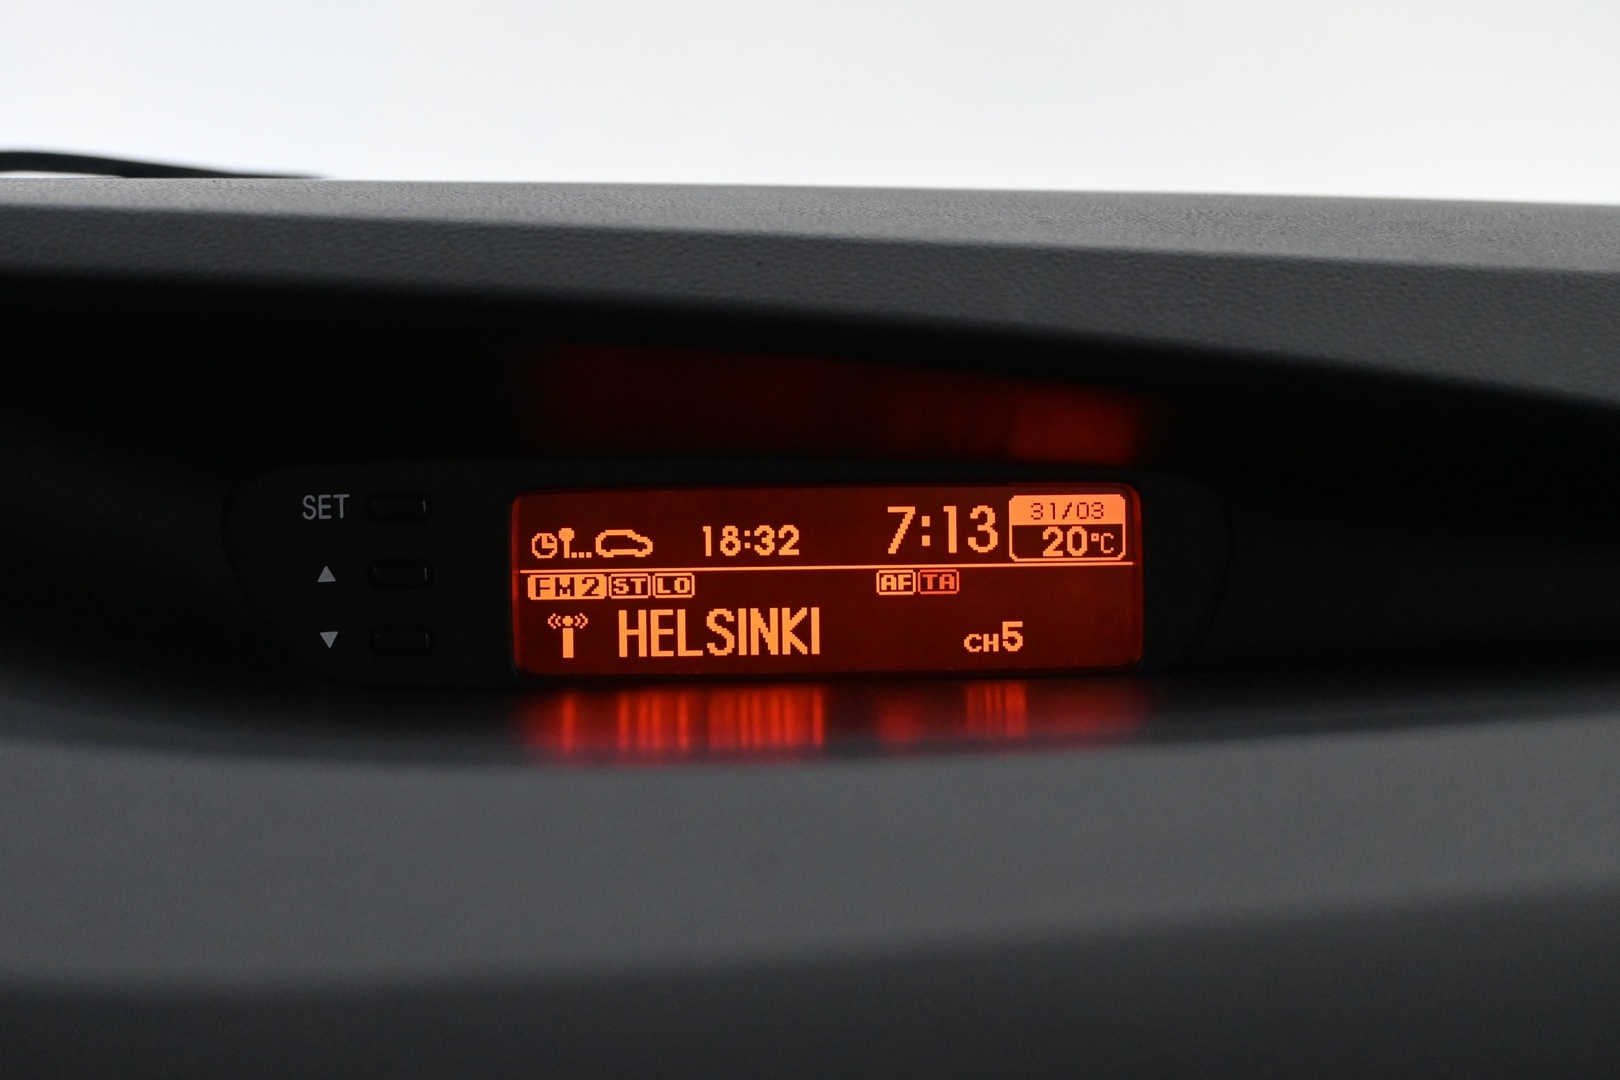 SET
18:32 7:13 31/03
20°C
FM2 ST LO AF TA
HELSINKI CH5